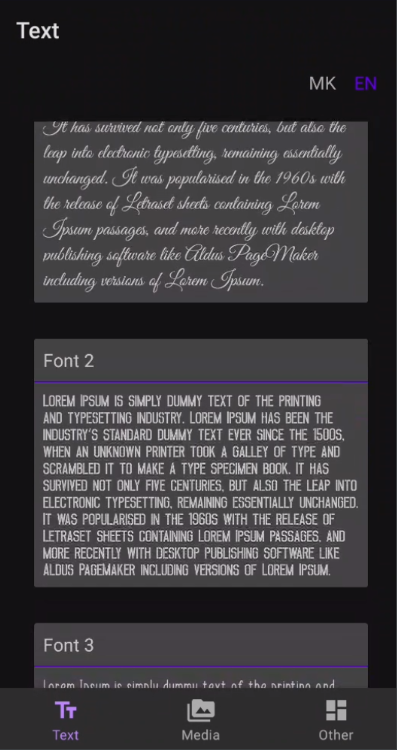 Text
MK EN
It has survived not only five centuries, but also the
leap into electronic typesetting, remaining essentially
unchanged. It was popularised in the 1960s with
the release of Letraset sheets containing Lorem
Ipsum passages, and more recently with desktop
publishing software like Aldus PageMaker
including versions of Lorem Ipsum.
Font 2
Lorem Ipsum is simply dummy text of the printing
and typesetting industry. Lorem Ipsum has been the
industry's standard dummy text ever since the 1500s,
when an unknown printer took a galley of type and
scrambled it to make a type specimen book. It has
survived not only five centuries, but also the leap into
electronic typesetting, remaining essentially unchanged.
It was popularised in the 1960s with the release of
Letraset sheets containing Lorem Ipsum passages, and
more recently with desktop publishing software like
Aldus PageMaker including versions of Lorem Ipsum.
Font 3
Lorem Ipsum is simply dummy text of the printing and
Text Media Other